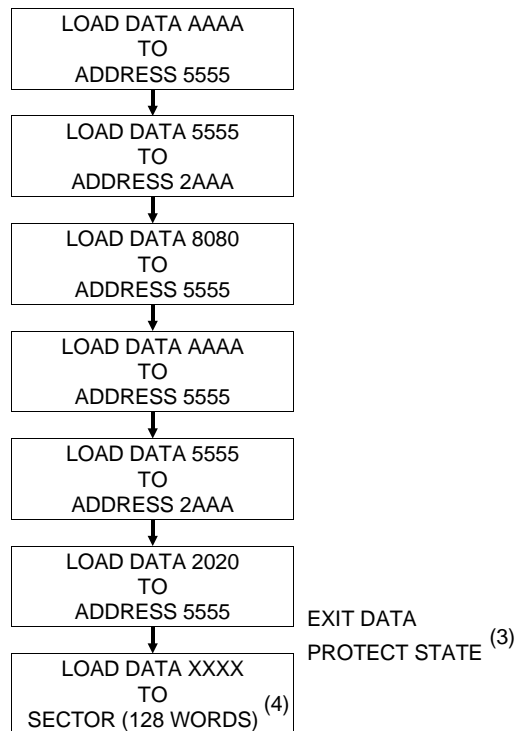 LOAD DATA AAAA
TO
ADDRESS 5555
LOAD DATA 5555
TO
ADDRESS 2AAA
LOAD DATA 8080
TO
ADDRESS 5555
LOAD DATA AAAA
TO
ADDRESS 5555
LOAD DATA 5555
TO
ADDRESS 2AAA
LOAD DATA 2020
TO
ADDRESS 5555
EXIT DATA
PROTECT STATE (3)
LOAD DATA XXXX
TO
SECTOR (128 WORDS) (4)